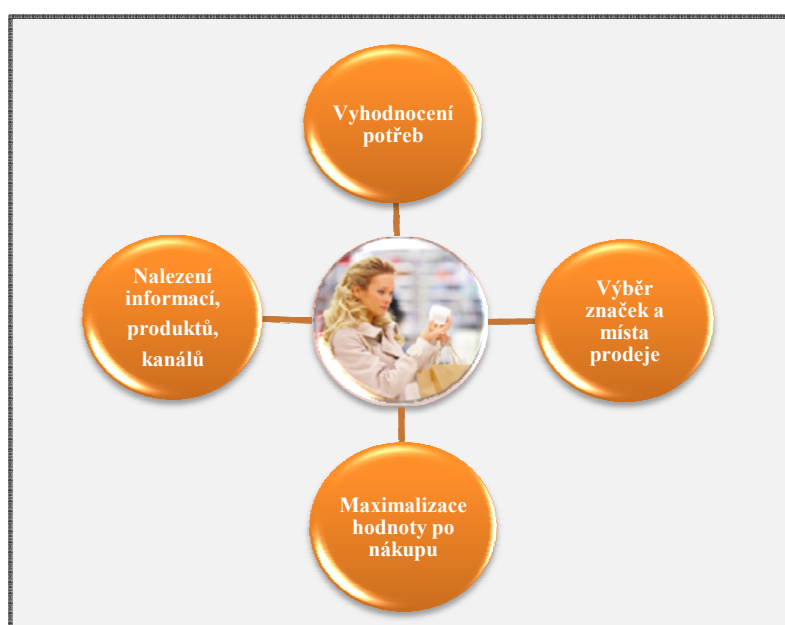 Vyhodnocení
potřeb
Nalezení
informací,
produktů,
kanálů
Výběr
značek a
místa
prodeje
Maximalizace
hodnoty po
nákupu